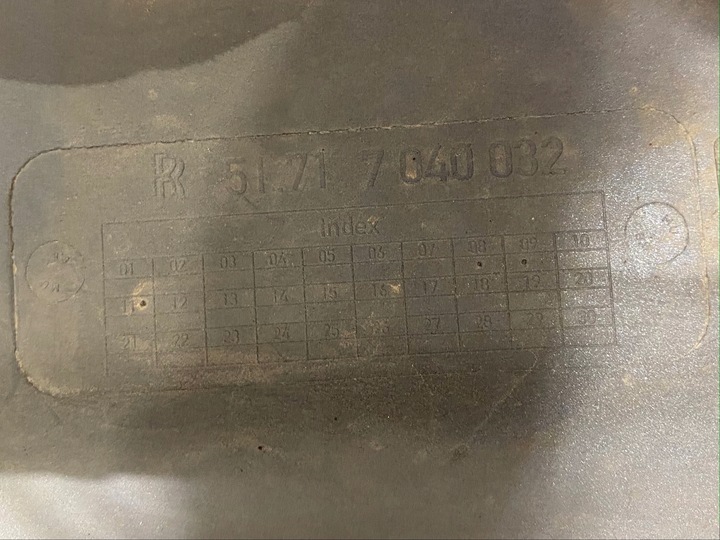 RR 51.71 7 040 032
Index
01 02 03 04 05 06 07 08 09 10
11 12 13 14 15 16 17 18 19 20
21 22 23 24 25 26 27 28 29 30